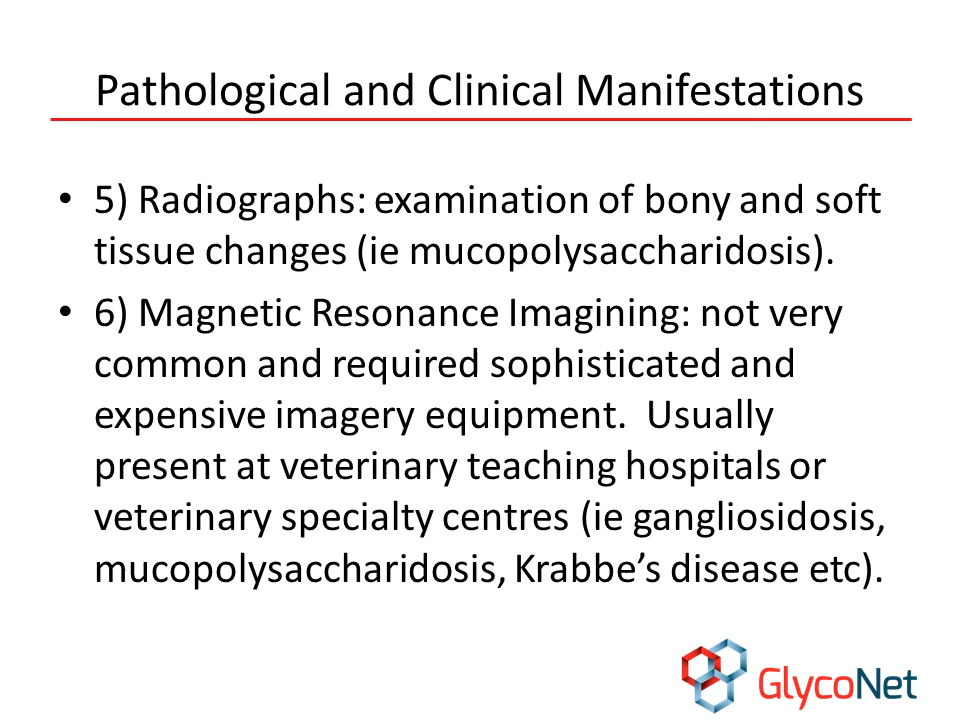 Pathological and Clinical Manifestations
• 5) Radiographs: examination of bony and soft
tissue changes (ie mucopolysaccharidosis).
• 6) Magnetic Resonance Imagining: not very
common and required sophisticated and
expensive imagery equipment.  Usually
present at veterinary teaching hospitals or
veterinary specialty centres (ie gangliosidosis,
mucopolysaccharidosis, Krabbe’s disease etc).
GlycoNet